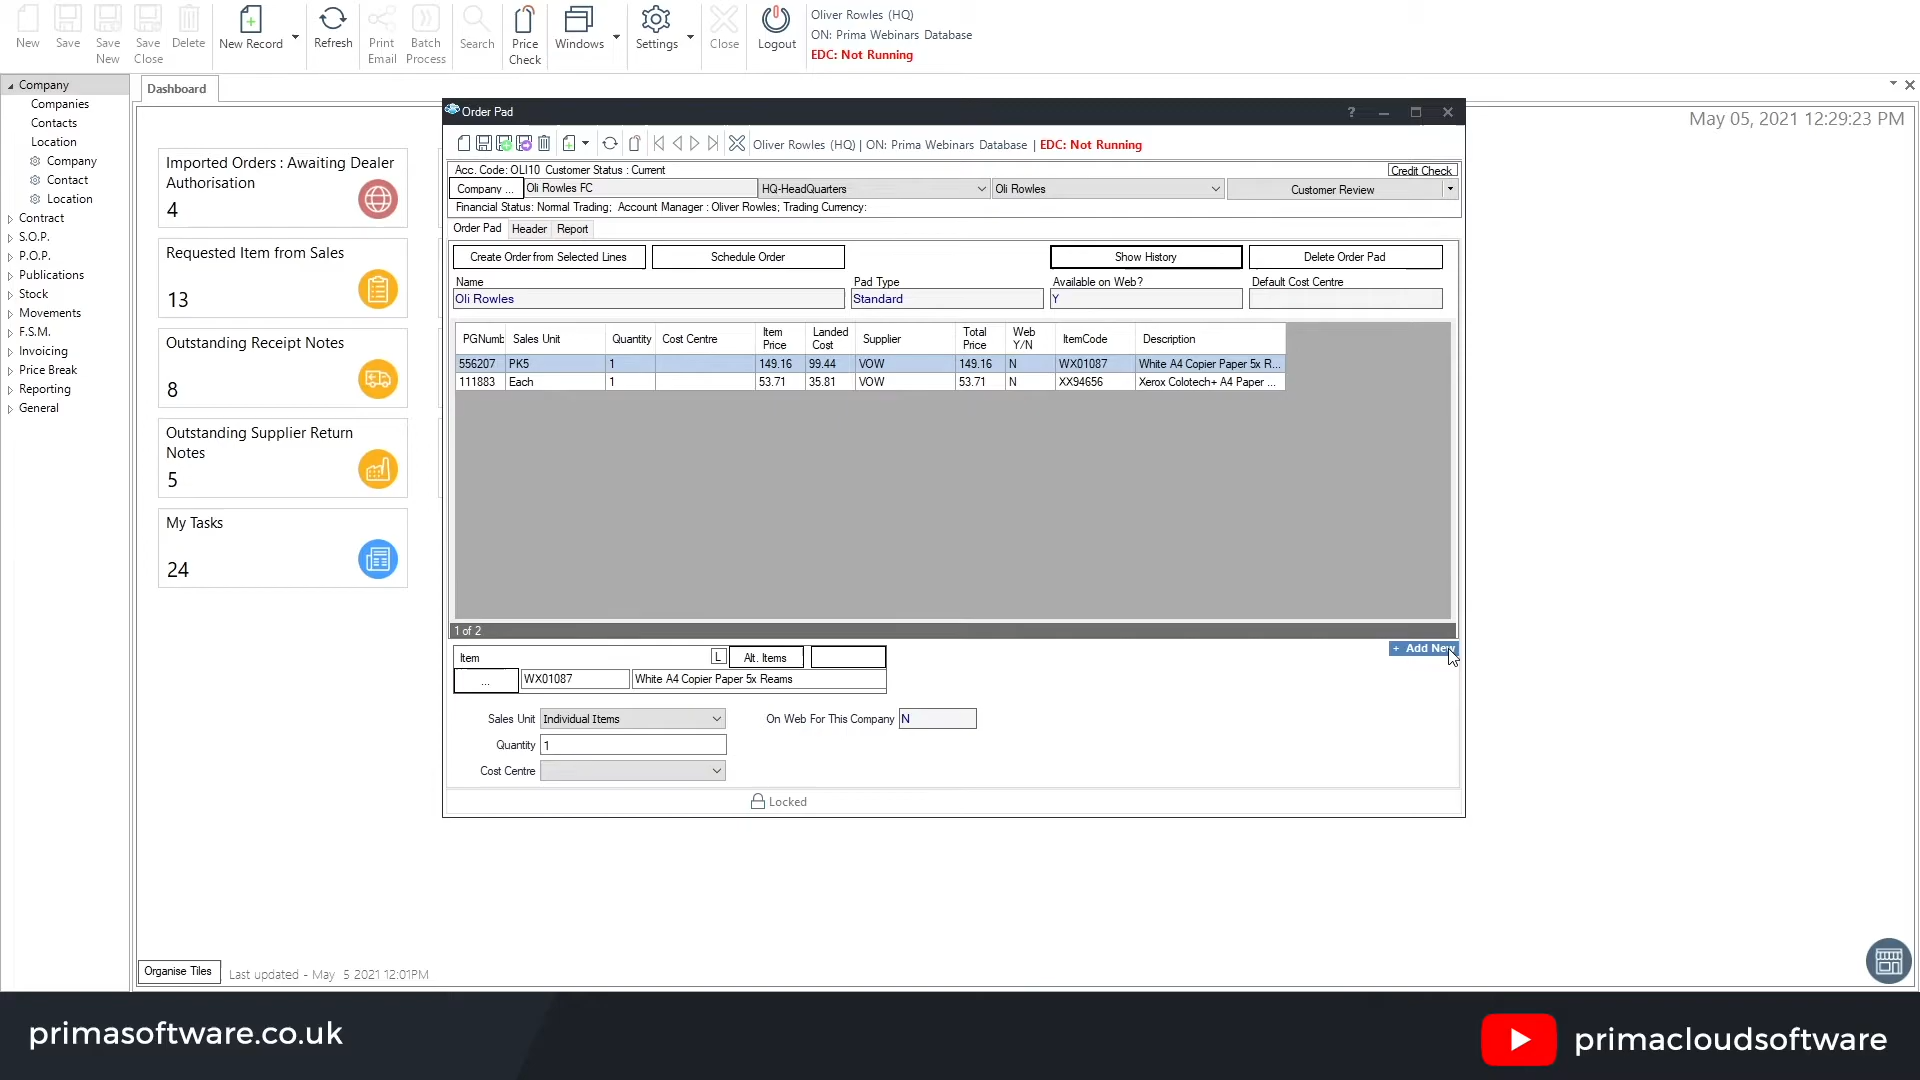 New
Save
Save New
Save Close
Delete
New Record
Refresh
Print Email
Batch Process
Search
Price Check
Windows
Settings
Close
Logout
Oliver Rowles (HQ)
ON: Prima Webinars Database
EDC: Not Running
Company
Companies
Contacts
Location
Company
Contact
Location
Contract
S.O.P.
P.O.P.
Publications
Stock
Movements
F.S.M.
Invoicing
Price Break
Reporting
General
Dashboard
May 05, 2021 12:29:23 PM
Imported Orders : Awaiting Dealer
Authorisation
4
Requested Item from Sales
13
Outstanding Receipt Notes
8
Outstanding Supplier Return
Notes
5
My Tasks
24
Order Pad
?
Oliver Rowles (HQ) | ON: Prima Webinars Database | EDC: Not Running
Acc. Code: OLI10 Customer Status : Current
Credit Check
Company ... Oli Rowles FC HQ-HeadQuarters Oli Rowles Customer Review
Financial Status: Normal Trading; Account Manager : Oliver Rowles; Trading Currency:
Order Pad Header Report
Create Order from Selected Lines Schedule Order Show History Delete Order Pad
Name Pad Type Available on Web? Default Cost Centre
Oli Rowles Standard Y
PGNumb Sales Unit Quantity Cost Centre Item Price Landed Cost Supplier Total Price Web Y/N ItemCode Description
556207 PK5 1 149.16 99.44 VOW 149.16 N WX01087 White A4 Copier Paper 5x R...
111883 Each 1 53.71 35.81 VOW 53.71 N XX94656 Xerox Colotech+ A4 Paper ...
1 of 2
+ Add New
Item L Alt. Items
... WX01087 White A4 Copier Paper 5x Reams
Sales Unit Individual Items On Web For This Company N
Quantity 1
Cost Centre
Locked
Organise Tiles Last updated - May 5 2021 12:01PM
primasoftware.co.uk
primacloudsoftware